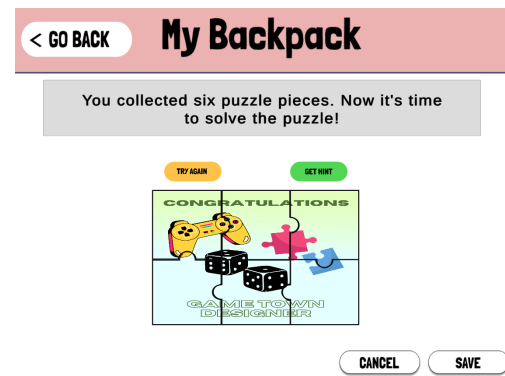 < GO BACK
My Backpack
You collected six puzzle pieces. Now it's time
to solve the puzzle!
TRY AGAIN
GET HINT
CONGRATULATIONS
GAME TOWN
DESIGNER
CANCEL
SAVE